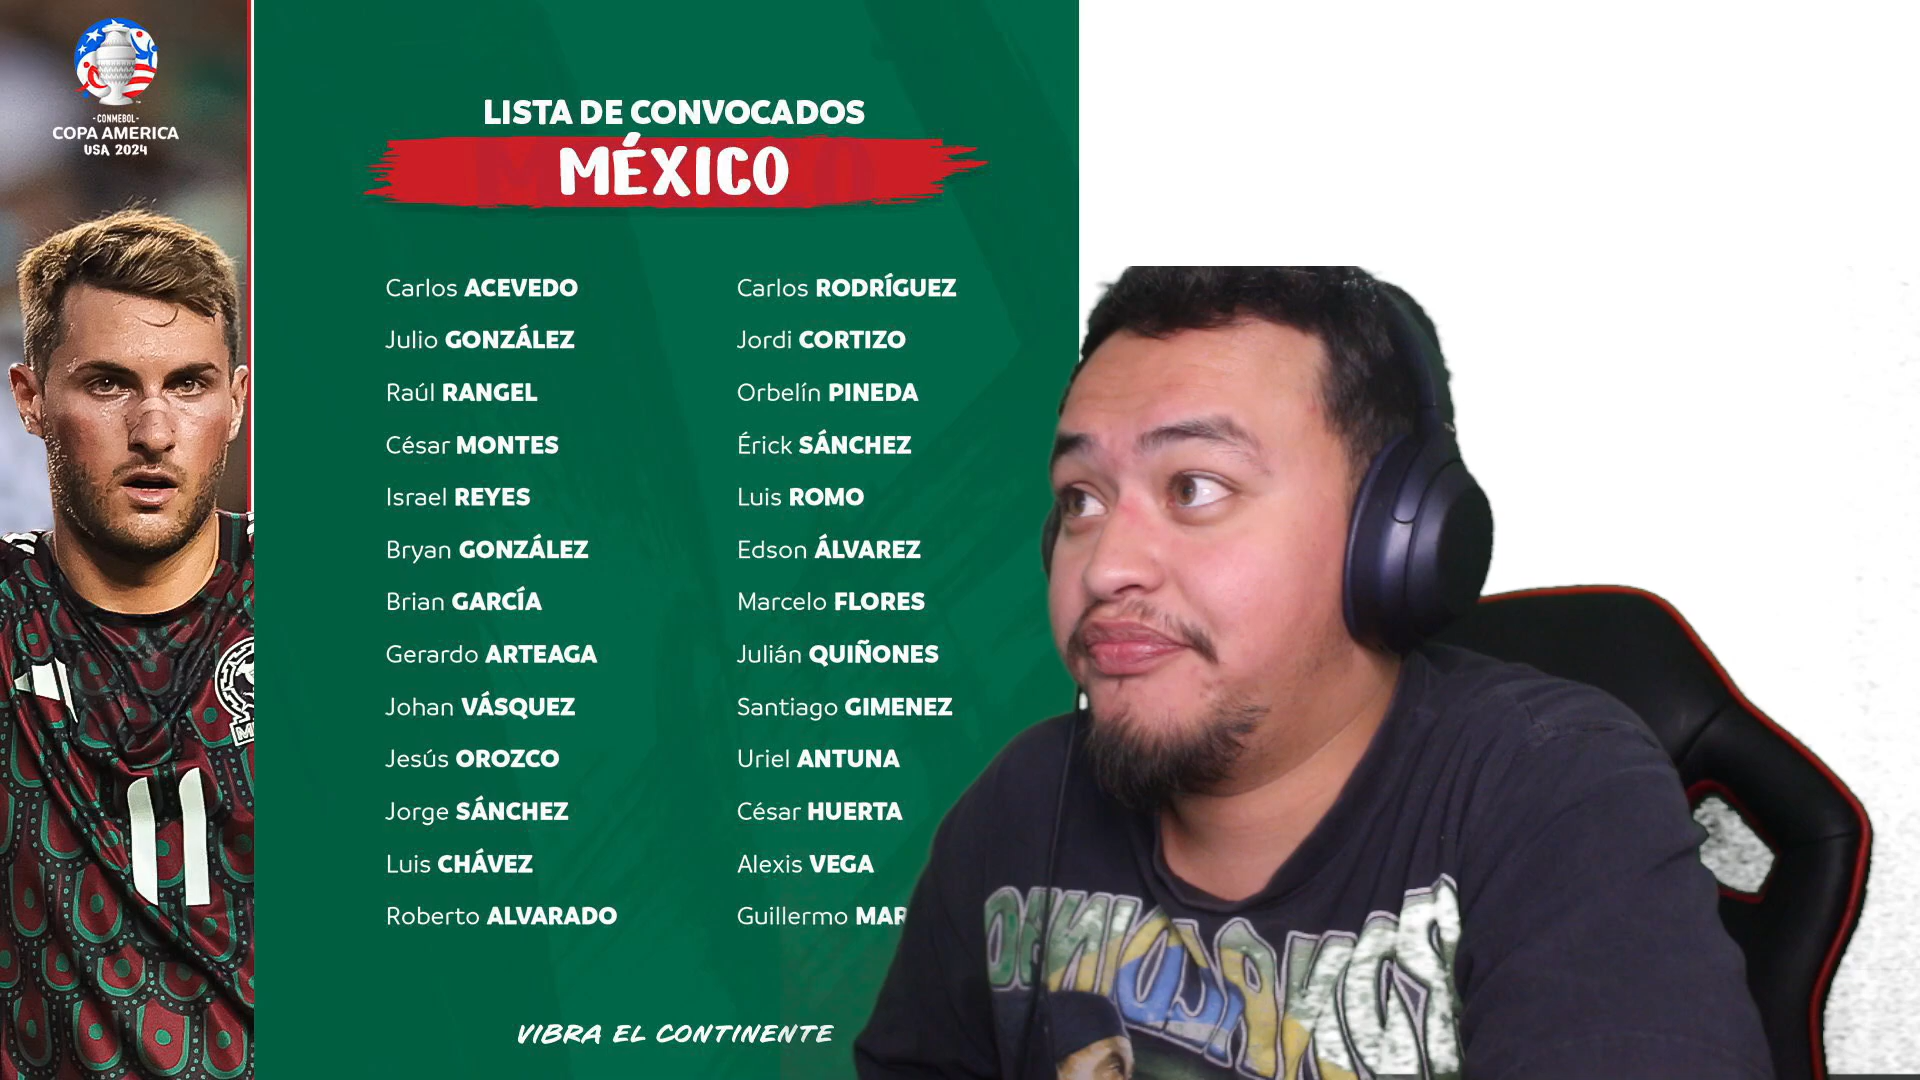 -CONMEBOL-
COPA AMERICA
USA 2024
LISTA DE CONVOCADOS
MÉXICO
Carlos ACEVEDO
Julio GONZÁLEZ
Raúl RANGEL
César MONTES
Israel REYES
Bryan GONZÁLEZ
Brian GARCÍA
Gerardo ARTEAGA
Johan VÁSQUEZ
Jesús OROZCO
Jorge SÁNCHEZ
Luis CHÁVEZ
Roberto ALVARADO
Carlos RODRÍGUEZ
Jordi CORTIZO
Orbelín PINEDA
Érick SÁNCHEZ
Luis ROMO
Edson ÁLVAREZ
Marcelo FLORES
Julián QUIÑONES
Santiago GIMENEZ
Uriel ANTUNA
César HUERTA
Alexis VEGA
Guillermo MAR
VIBRA EL CONTINENTE
11